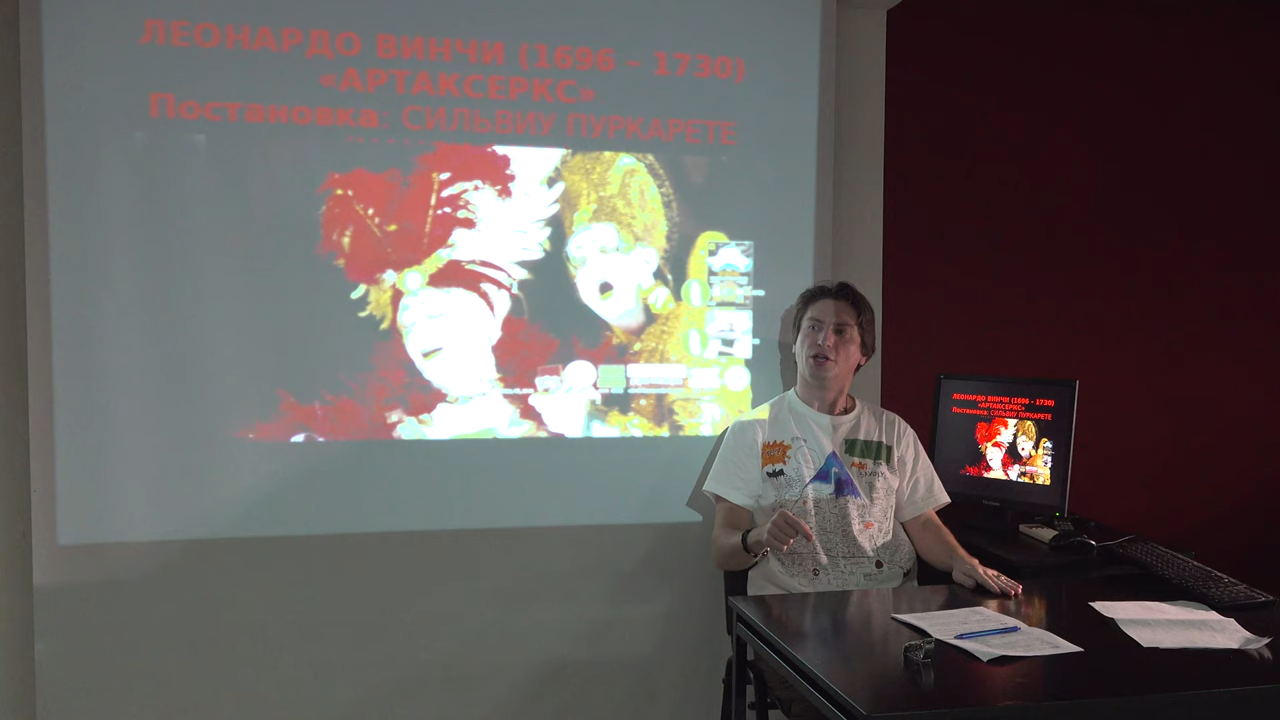 ЛЕОНАРДО ВИНЧИ (1696 – 1730)
«АРТАКСЕРКС»
Постановка: СИЛЬВИУ ПУРКАРЕТЕ
ЛЕОНАРДО ВИНЧИ (1696 – 1730)
«АРТАКСЕРКС»
Постановка: СИЛЬВИУ ПУРКАРЕТЕ